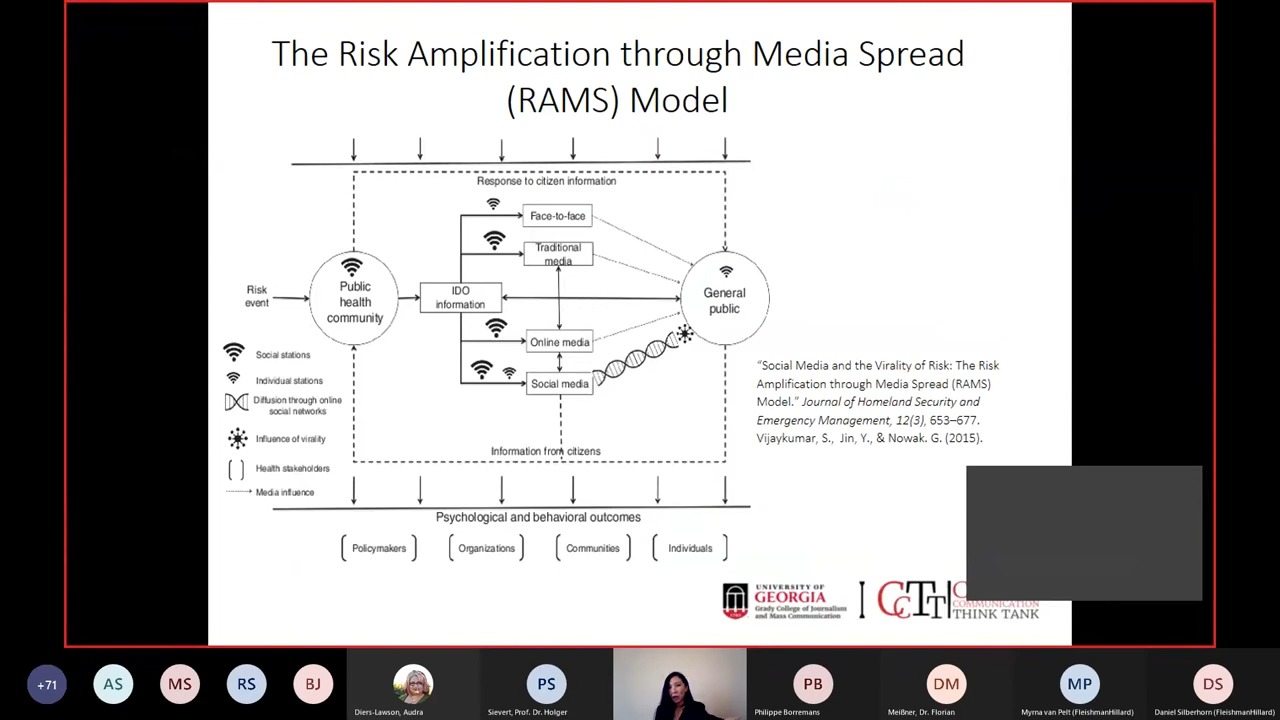 The Risk Amplification through Media Spread
(RAMS) Model
Response to citizen information
Face-to-face
Traditional
media
Risk
event
Public
health
community
IDO
information
General
public
Online media
Social media
Information from citizens
Social stations
Individual stations
Diffusion through online
social networks
Influence of virality
Health stakeholders
Media influence
"Social Media and the Virality of Risk: The Risk
Amplification through Media Spread (RAMS)
Model." Journal of Homeland Security and
Emergency Management, 12(3), 653–677.
Vijaykumar, S., Jin, Y., & Nowak. G. (2015).
Psychological and behavioral outcomes
Policymakers
Organizations
Communities
Individuals
UNIVERSITY OF
GEORGIA
Grady College of Journalism
and Mass Communication
CCTT
COMMUNICATION
THINK TANK
+71
AS
MS
RS
BJ
Diers-Lawson, Audra
PS
Sievert, Prof. Dr. Holger
PB
Philippe Borremans
DM
Meißner, Dr. Florian
MP
Myrna van Pelt (FleishmanHillard)
DS
Daniel Silberhorn (FleishmanHillard)